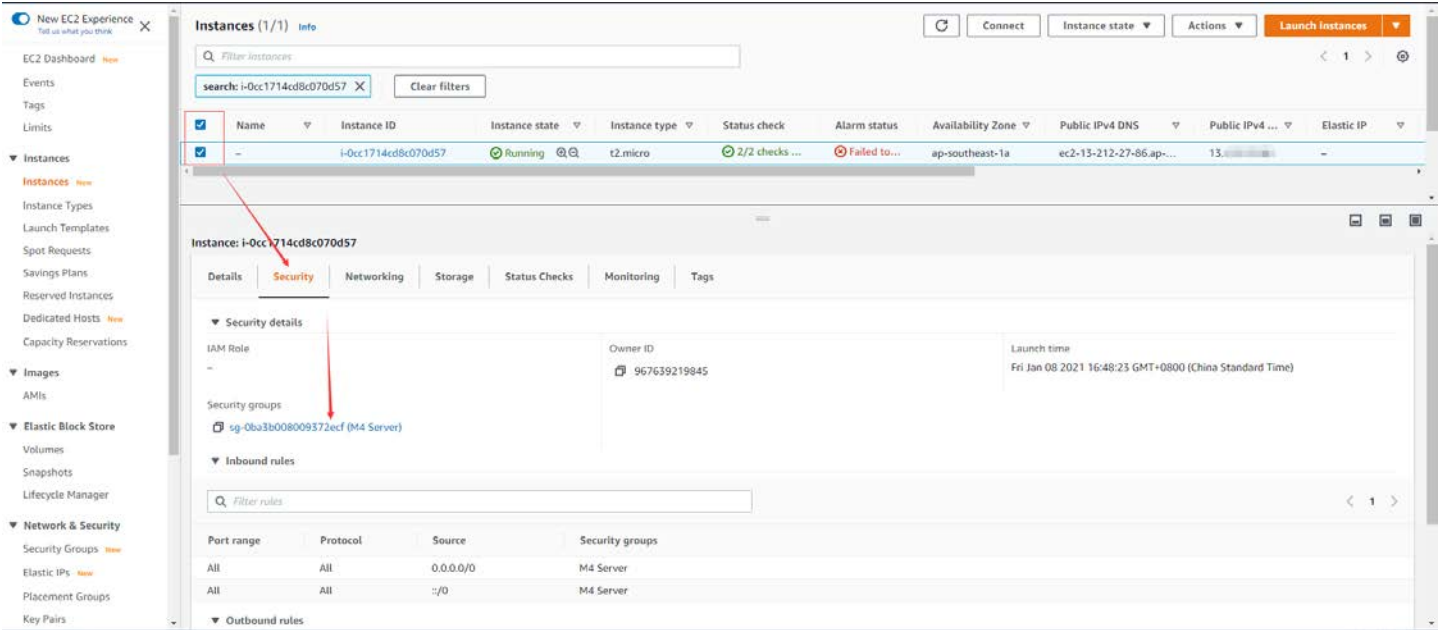 New EC2 Experience
Tell us what you think
EC2 Dashboard New
Events
Tags
Limits
Instances
Instances New
Instance Types
Launch Templates
Spot Requests
Savings Plans
Reserved Instances
Dedicated Hosts New
Capacity Reservations
Images
AMIs
Elastic Block Store
Volumes
Snapshots
Lifecycle Manager
Network & Security
Security Groups New
Elastic IPs New
Placement Groups
Key Pairs
Instances (1/1) Info
Connect Instance state Actions Launch instances
Filter instances
1
search: i-0cc1714cd8c070d57 Clear filters
Name Instance ID Instance state Instance type Status check Alarm status Availability Zone Public IPv4 DNS Public IPv4 ... Elastic IP
– i-0cc1714cd8c070d57 Running t2.micro 2/2 checks ... Failed to... ap-southeast-1a ec2-13-212-27-86.ap-... 13. –
Instance: i-0cc1714cd8c070d57
Details Security Networking Storage Status Checks Monitoring Tags
Security details
IAM Role Owner ID Launch time
– 967639219845 Fri Jan 08 2021 16:48:23 GMT+0800 (China Standard Time)
Security groups
sg-0ba3b008009372ecf (M4 Server)
Inbound rules
Filter rules
1
Port range Protocol Source Security groups
All All 0.0.0.0/0 M4 Server
All All ::/0 M4 Server
Outbound rules